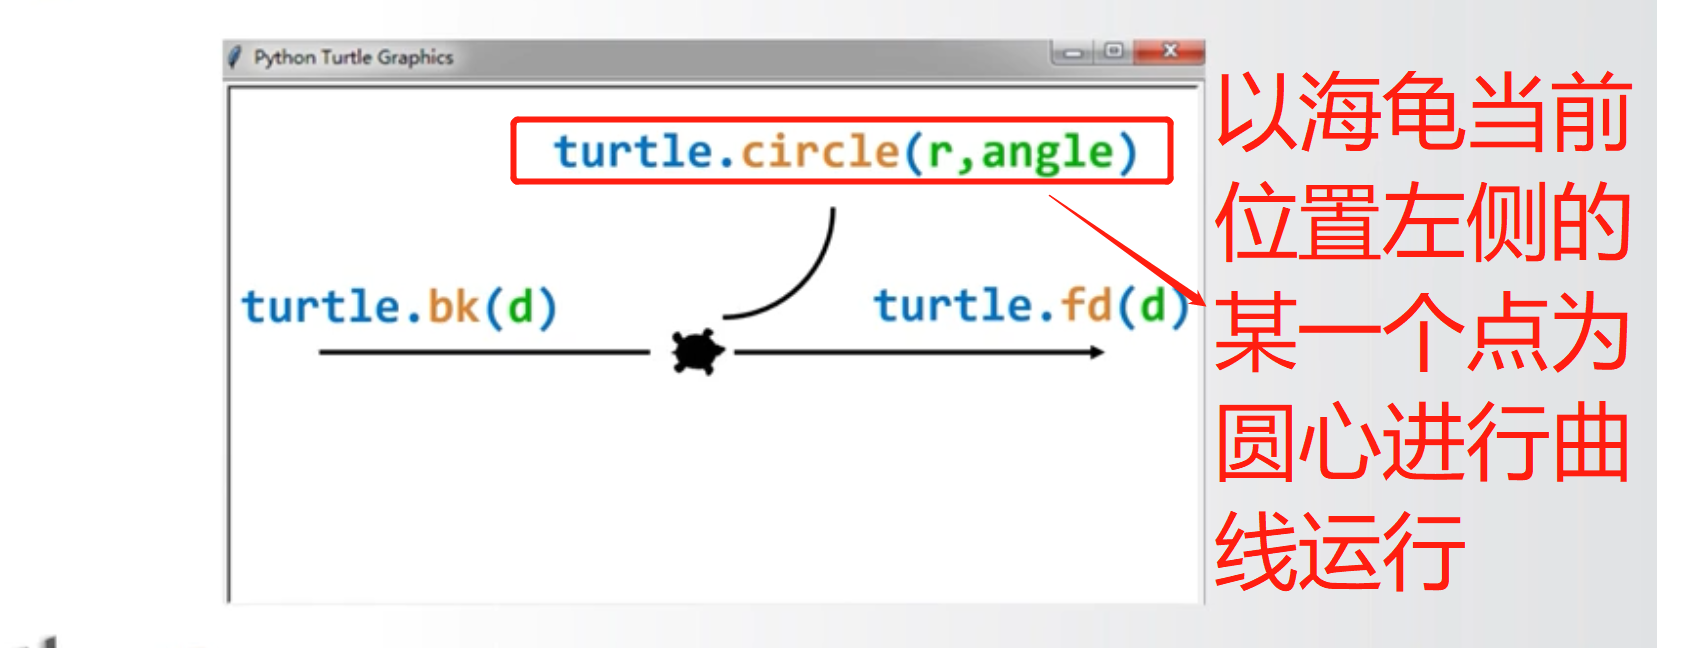 Python Turtle Graphics
turtle.circle(r,angle)
turtle.bk(d)
turtle.fd(d)
以海龟当前
位置左侧的
某一个点为
圆心进行曲
线运行